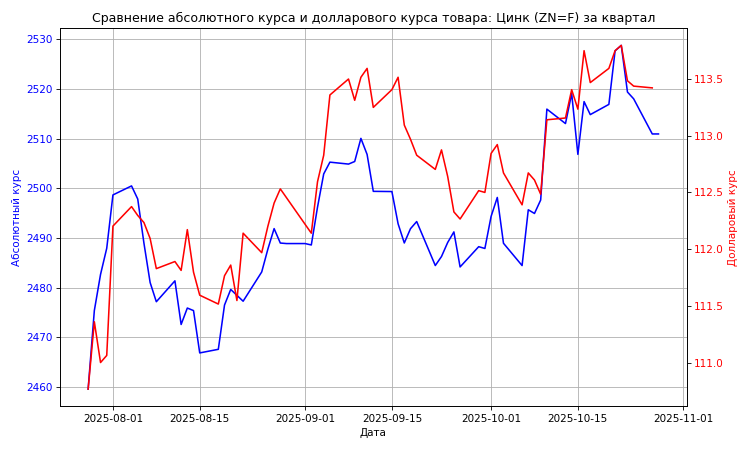 Сравнение абсолютного курса и долларового курса товара: Цинк (ZN=F) за квартал
2530
2520
2510
2500
2490
2480
2470
2460
Абсолютный курс
113.5
113.0
112.5
112.0
111.5
111.0
Долларовый курс
2025-08-01 2025-08-15 2025-09-01 2025-09-15 2025-10-01 2025-10-15 2025-11-01
Дата